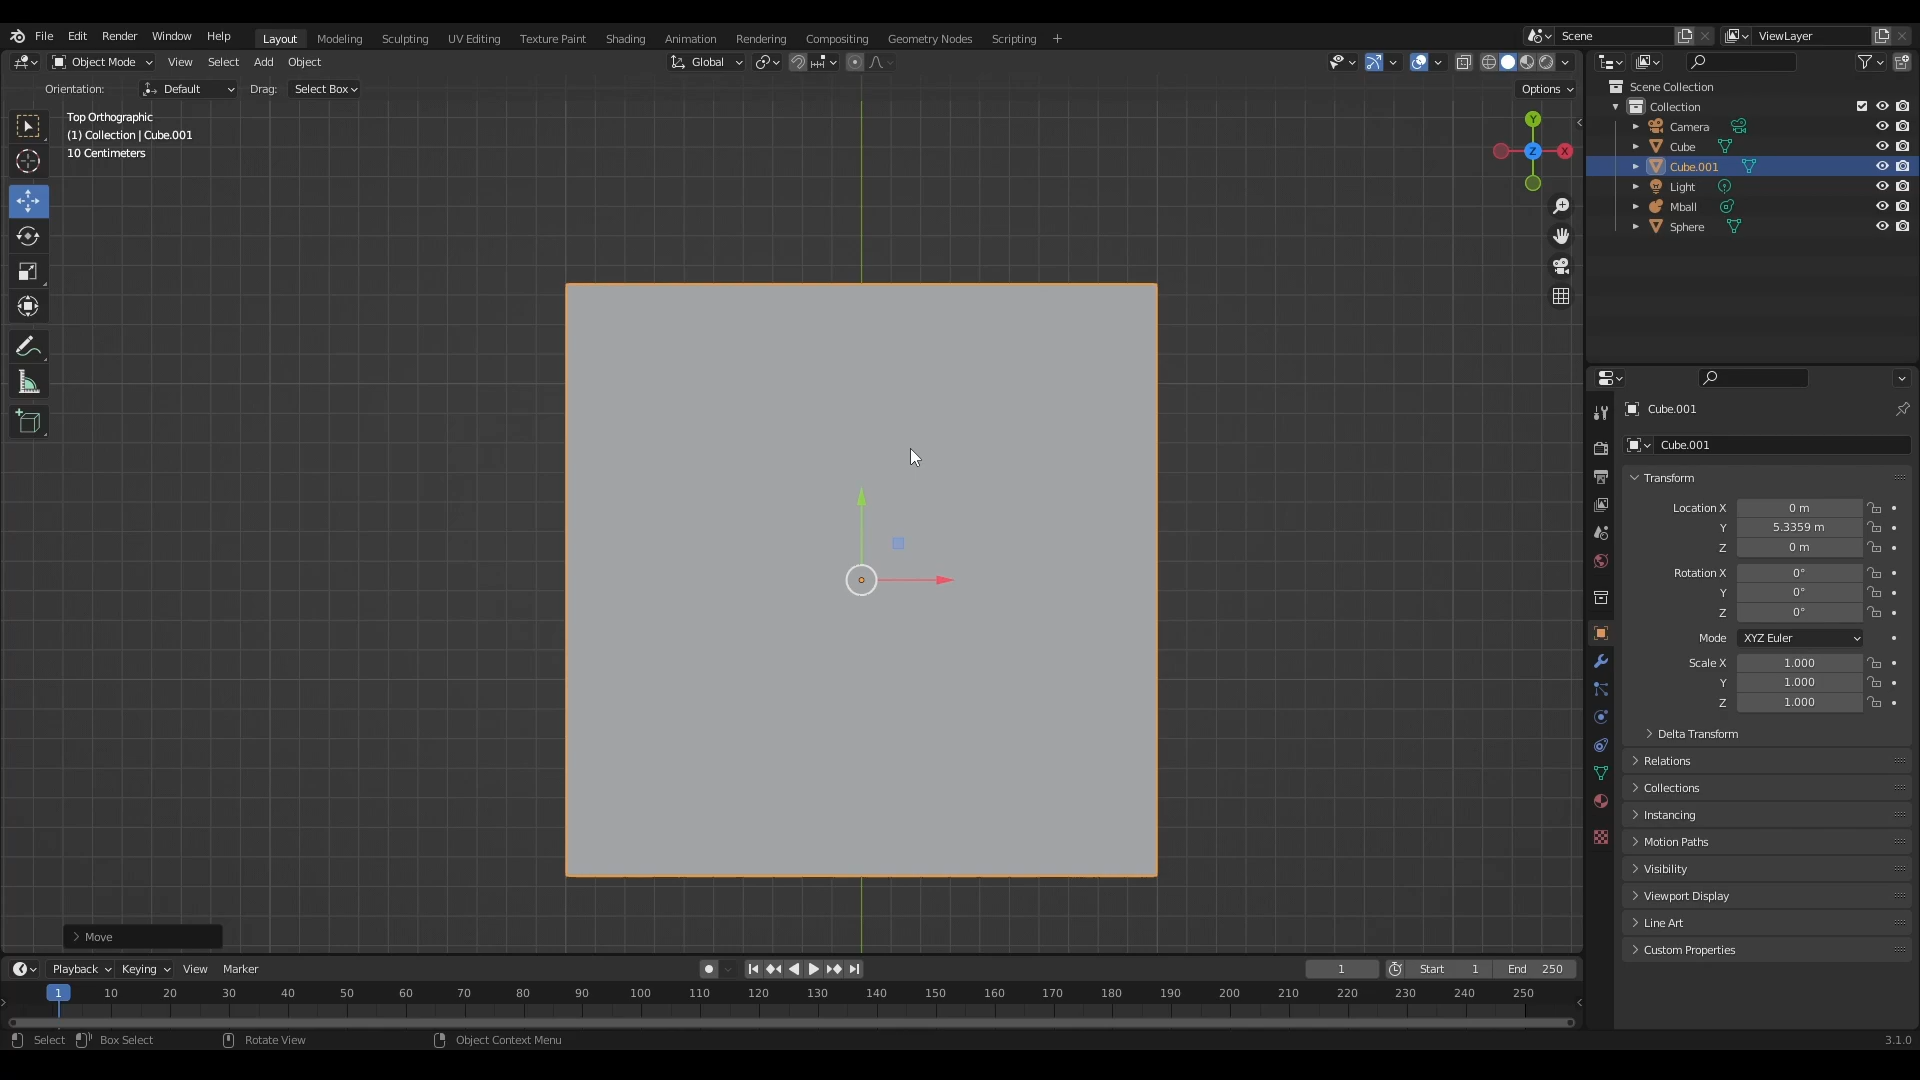 File Edit Render Window Help Layout Modeling Sculpting UV Editing Texture Paint Shading Animation Rendering Compositing Geometry Nodes Scripting + Scene ViewLayer
Object Mode View Select Add Object Global
Orientation: Default Drag: Select Box Options
Top Orthographic
(1) Collection | Cube.001
10 Centimeters
Y
Z
X
Move
Scene Collection
Collection
Camera
Cube
Cube.001
Light
Mball
Sphere
Cube.001
Cube.001
Transform
Location X 0 m
Y 5.3359 m
Z 0 m
Rotation X 0°
Y 0°
Z 0°
Mode XYZ Euler
Scale X 1.000
Y 1.000
Z 1.000
Delta Transform
Relations
Collections
Instancing
Motion Paths
Visibility
Viewport Display
Line Art
Custom Properties
Playback Keying View Marker 1 Start 1 End 250
1 10 20 30 40 50 60 70 80 90 100 110 120 130 140 150 160 170 180 190 200 210 220 230 240 250
Select Box Select Rotate View Object Context Menu 3.1.0